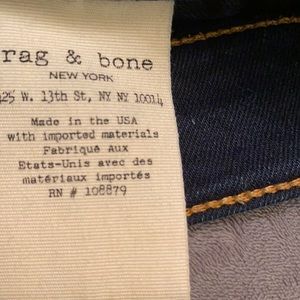 rag & bone
NEW YORK
425 W. 13th St, NY NY 10014
Made in the USA
with imported materials
Fabriqué Aux
Etats-Unis avec des
matériaux importés
RN # 108879